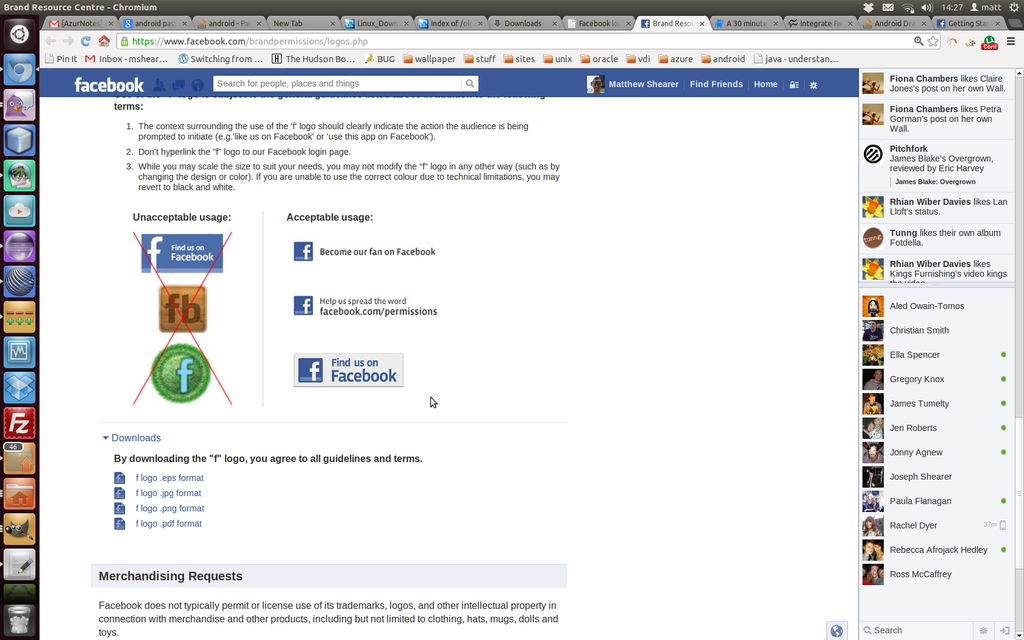 Brand Resource Centre - Chromium
14:27
matt
[AzurNotes]
android pas
android - Pa
New Tab
Linux_Down
Index of /
Downloads
Facebook lo
Brand Reso
A 30 minute
Integrate Fa
Android Dra
Getting Star
https://www.facebook.com/brandpermissions/logos.php
Pin It
Inbox - mshear...
Switching from ...
The Hudson Bo...
BUG
wallpaper
stuff
sites
unix
oracle
vdi
azure
android
java - understan...
facebook
Search for people, places and things
Matthew Shearer
Find Friends
Home
terms:
1. The context surrounding the use of the 'f' logo should clearly indicate the action the audience is being
prompted to initiate (e.g.'like us on Facebook' or 'use this app on Facebook').
2. Don't hyperlink the "f" logo to our Facebook login page.
3. While you may scale the size to suit your needs, you may not modify the "f" logo in any other way (such as by
changing the design or color). If you are unable to use the correct colour due to technical limitations, you may
revert to black and white.
Unacceptable usage:
f
Find us on
Facebook
fb
f
Acceptable usage:
f
Become our fan on Facebook
f
Help us spread the word
facebook.com/permissions
f
Find us on
Facebook
Downloads
By downloading the "f" logo, you agree to all guidelines and terms.
f logo .eps format
f logo .jpg format
f logo .png format
f logo .pdf format
Merchandising Requests
Facebook does not typically permit or license use of its trademarks, logos, and other intellectual property in
connection with merchandise and other products, including but not limited to clothing, hats, mugs, dolls and
toys.
Fiona Chambers likes Claire
Jones's post on her own Wall.
Fiona Chambers likes Petra
Gorman's post on her own
Wall.
Pitchfork
James Blake's Overgrown,
reviewed by Eric Harvey
James Blake: Overgrown
Rhian Wiber Davies likes Lan
Lloft's status.
Tunng likes their own album
Fotdella.
Rhian Wiber Davies likes
Kings Furnishing's video kings
Aled Owain-Tomos
Christian Smith
Ella Spencer
Gregory Knox
James Tumelty
Jen Roberts
Jonny Agnew
Joseph Shearer
Paula Flanagan
Rachel Dyer
37m
Rebecca Afrojack Hedley
Ross McCaffrey
Search
Fz
46